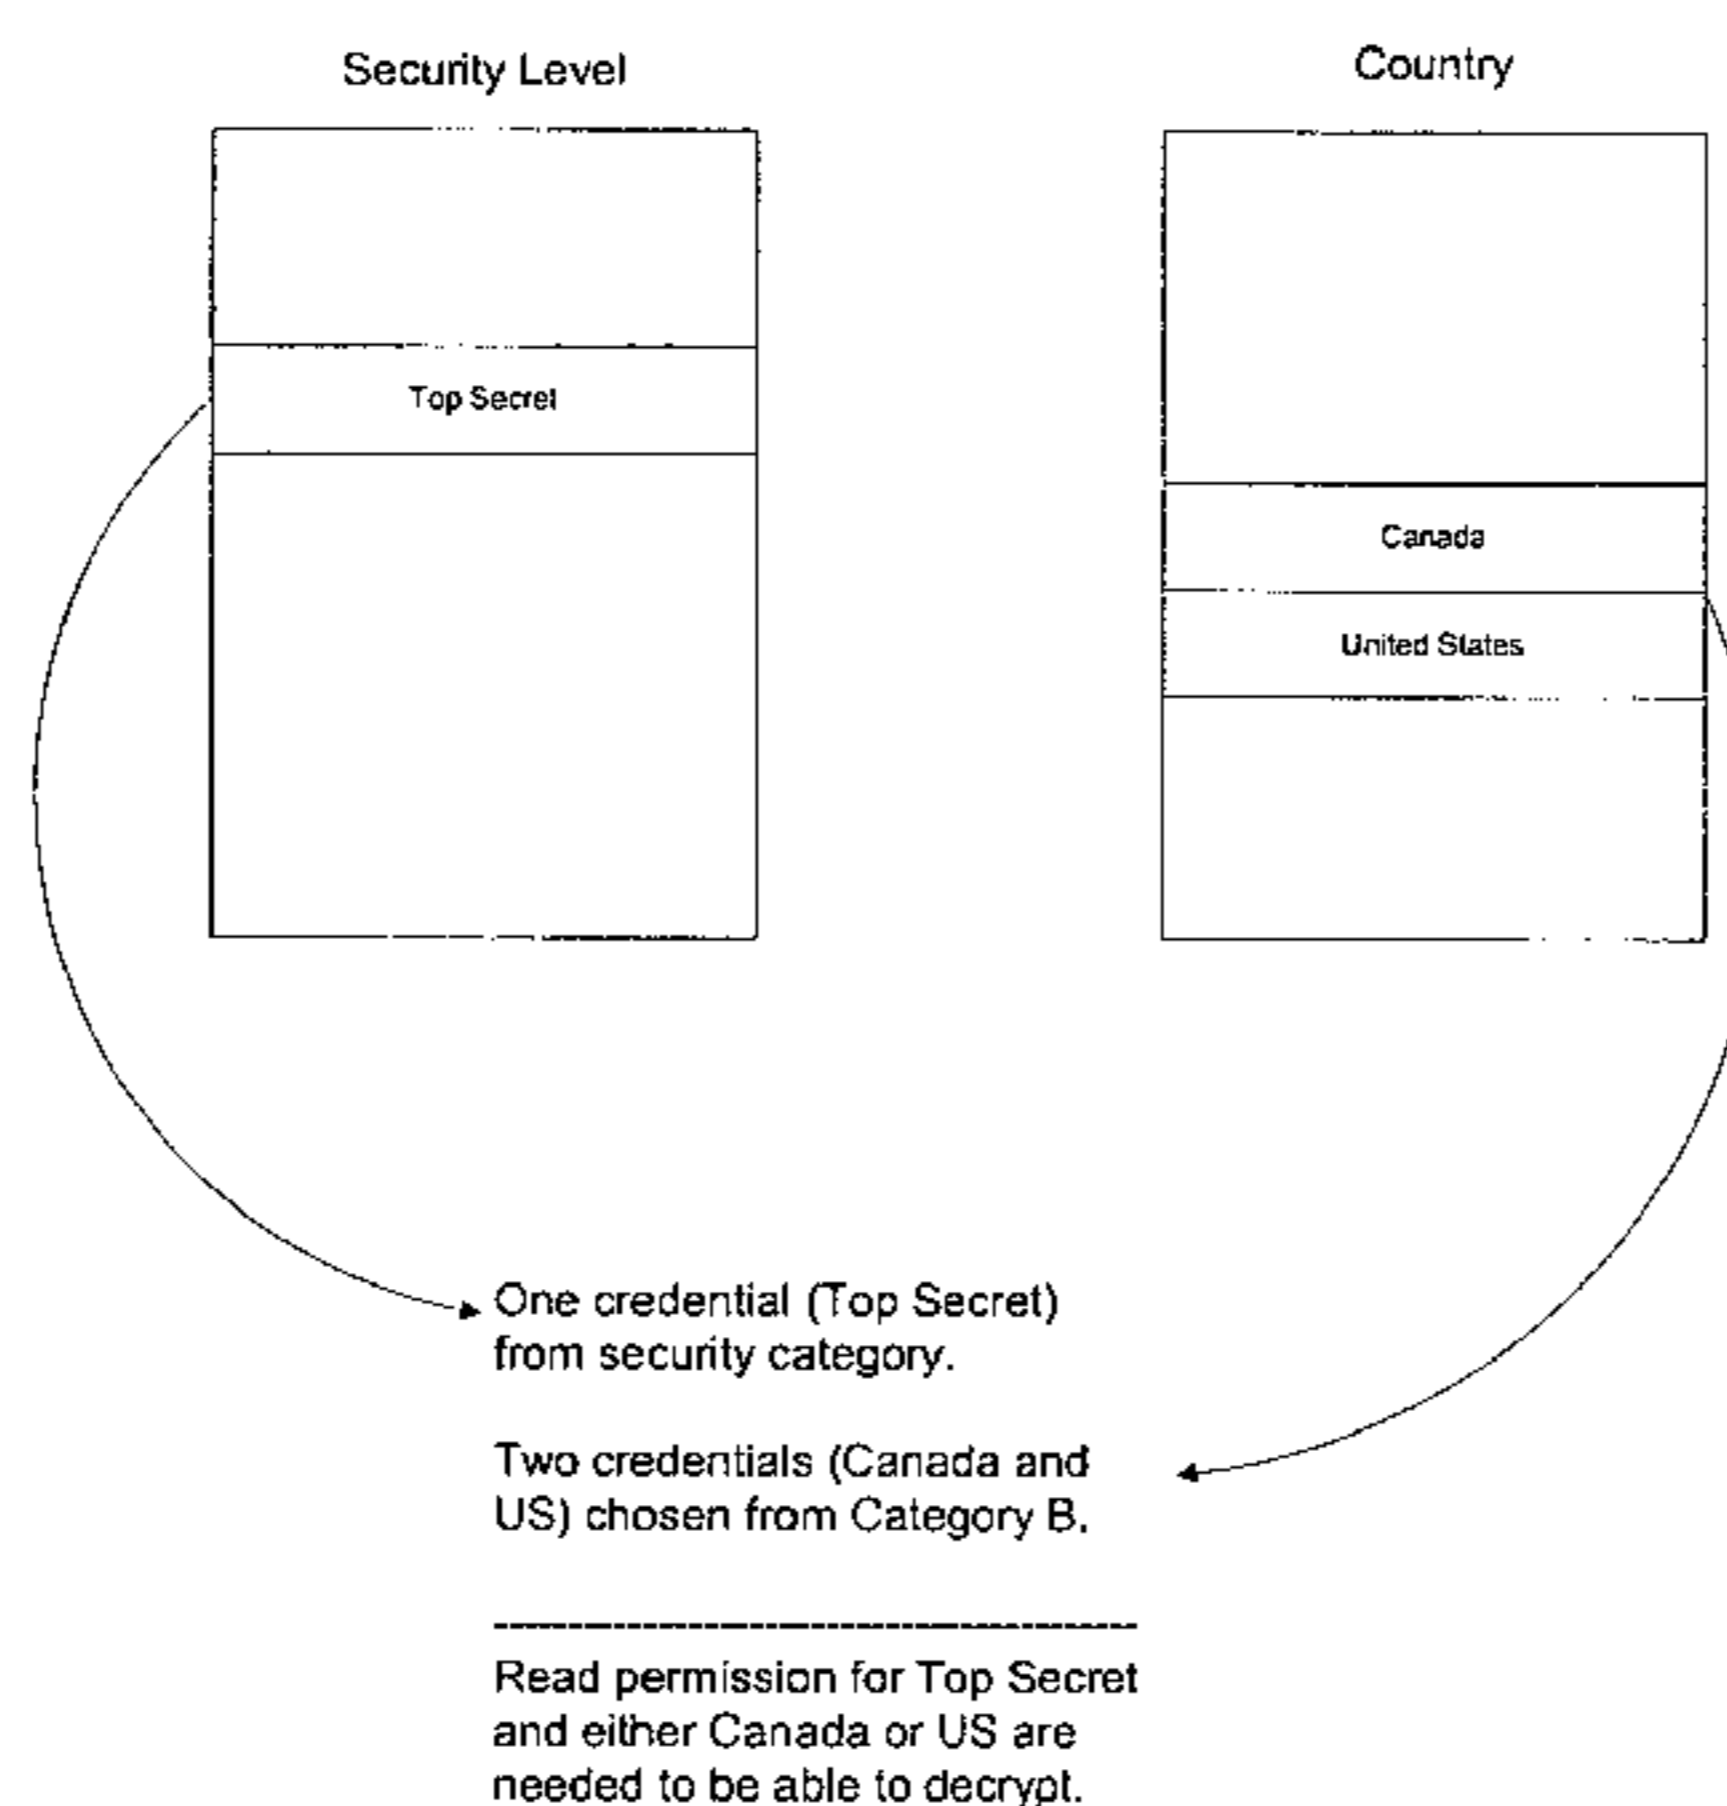 Security Level
Country
Top Secret
Canada
United States
One credential (Top Secret)
from security category.
Two credentials (Canada and
US) chosen from Category B.
Read permission for Top Secret
and either Canada or US are
needed to be able to decrypt.